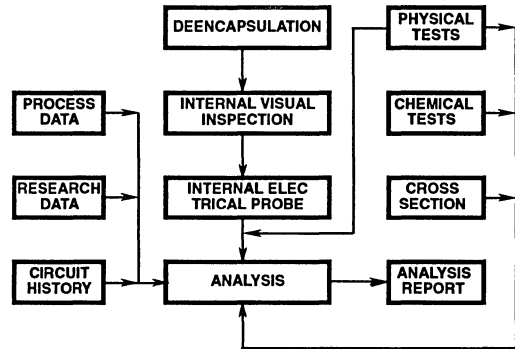 DEENCAPSULATION
PHYSICAL
TESTS
PROCESS
DATA
INTERNAL VISUAL
INSPECTION
CHEMICAL
TESTS
RESEARCH
DATA
INTERNAL ELEC
TRICAL PROBE
CROSS
SECTION
CIRCUIT
HISTORY
ANALYSIS
ANALYSIS
REPORT